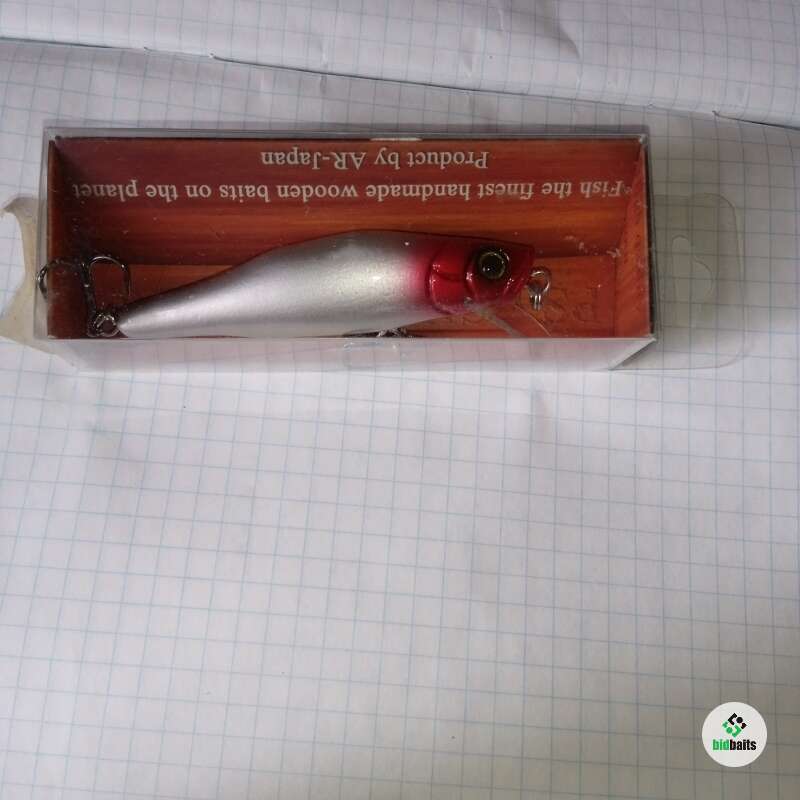 "Fish the finest handmade wooden baits on the planet
Product by AR-Japan
bidbaits